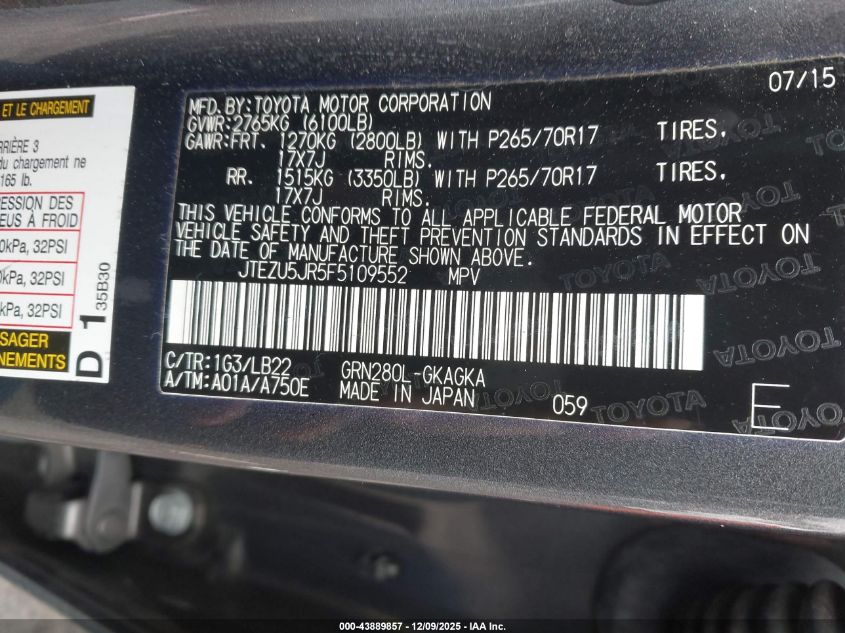 ET LE CHARGEMENT
RRIÈRE 3
du chargement ne
165 lb.
RESSION DES
EUS À FROID
0kPa, 32PSI
0kPa, 32PSI
kPa, 32PSI
SAGER
NEMENTS
D 1 35B30
07/15
MFD. BY: TOYOTA MOTOR CORPORATION
GVWR: 2765KG (6100LB)
GAWR: FRT. 1270KG (2800LB) WITH P265/70R17 TIRES,
17X7J RIMS.
RR. 1515KG (3350LB) WITH P265/70R17 TIRES,
17X7J RIMS.
THIS VEHICLE CONFORMS TO ALL APPLICABLE FEDERAL MOTOR
VEHICLE SAFETY AND THEFT PREVENTION STANDARDS IN EFFECT ON
THE DATE OF MANUFACTURE SHOWN ABOVE.
JTEZU5JR5F5109552 MPV
C/TR: 1G3/LB22 GRN280L-GKAGKA
A/TM: A01A/A750E MADE IN JAPAN 059 E
TOYOTA
000-43889857 - 12/09/2025 - IAA Inc.